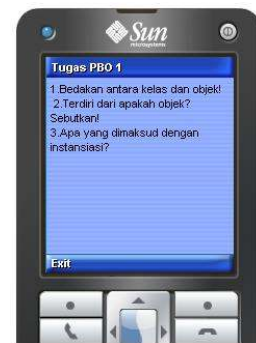 Sun
microsystems
Tugas PBO 1
1.Bedakan antara kelas dan objek!
2.Terdiri dari apakah objek?
Sebutkan!
3.Apa yang dimaksud dengan
instansiasi?
Exit